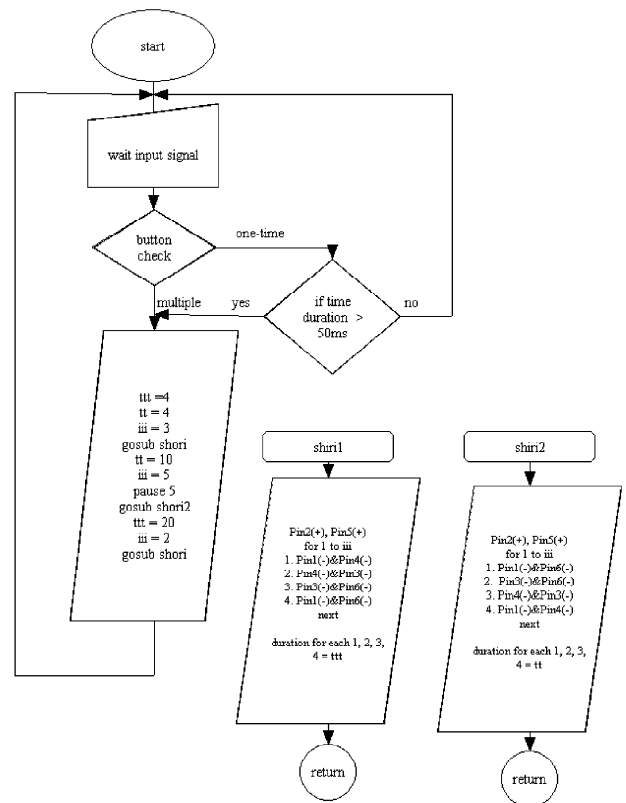 start
wait input signal
button
check
one-time
multiple
yes
if time
duration >
50ms
no
ttt =4
tt = 4
iii = 3
gosub shori
tt = 10
iii = 5
pause 5
gosub shori2
ttt = 20
iii = 2
gosub shori
shiri1
Pin2(+), Pin5(+)
for 1 to iii
1. Pin1(-)&Pin4(-)
2. Pin4(-)&Pin3(-)
3. Pin3(-)&Pin6(-)
4. Pin1(-)&Pin6(-)
next
duration for each 1, 2, 3,
4 = ttt
return
shiri2
Pin2(+), Pin5(+)
for 1 to iii
1. Pin1(-)&Pin6(-)
2. Pin3(-)&Pin6(-)
3. Pin4(-)&Pin3(-)
4. Pin1(-)&Pin4(-)
next
duration for each 1, 2, 3,
4 = tt
return